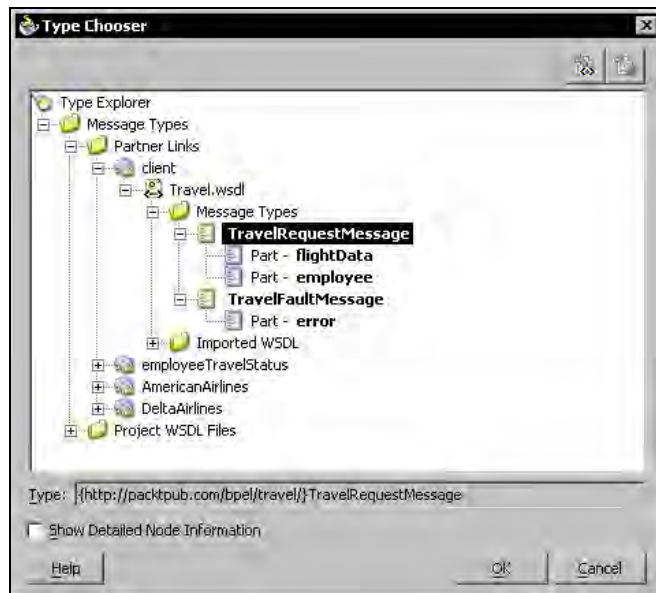 Type Chooser
Type Explorer
Message Types
Partner Links
client
Travel.wsdl
Message Types
TravelRequestMessage
Part - flightData
Part - employee
TravelFaultMessage
Part - error
Imported WSDL
employeeTravelStatus
AmericanAirlines
DeltaAirlines
Project WSDL Files
Type: {http://packtpub.com/bpel/travel/}TravelRequestMessage
Show Detailed Node Information
Help OK Cancel